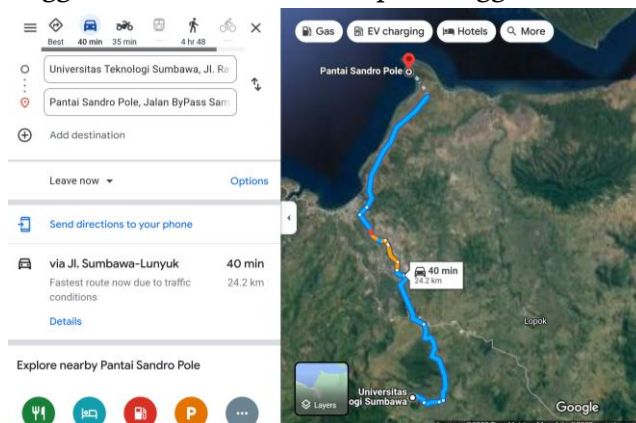 Best
40 min
35 min
4 hr 48
Universitas Teknologi Sumbawa, Jl. Ra
Pantai Sandro Pole, Jalan ByPass Sam
Add destination
Leave now
Options
Send directions to your phone
via Jl. Sumbawa-Lunyuk
40 min
Fastest route now due to traffic
24.2 km
conditions
Details
Explore nearby Pantai Sandro Pole
P
Gas
EV charging
Hotels
More
Pantai Sandro Pole
40 min
24.2 km
Lopok
Universitas
ogi Sumbawa
Layers
Google